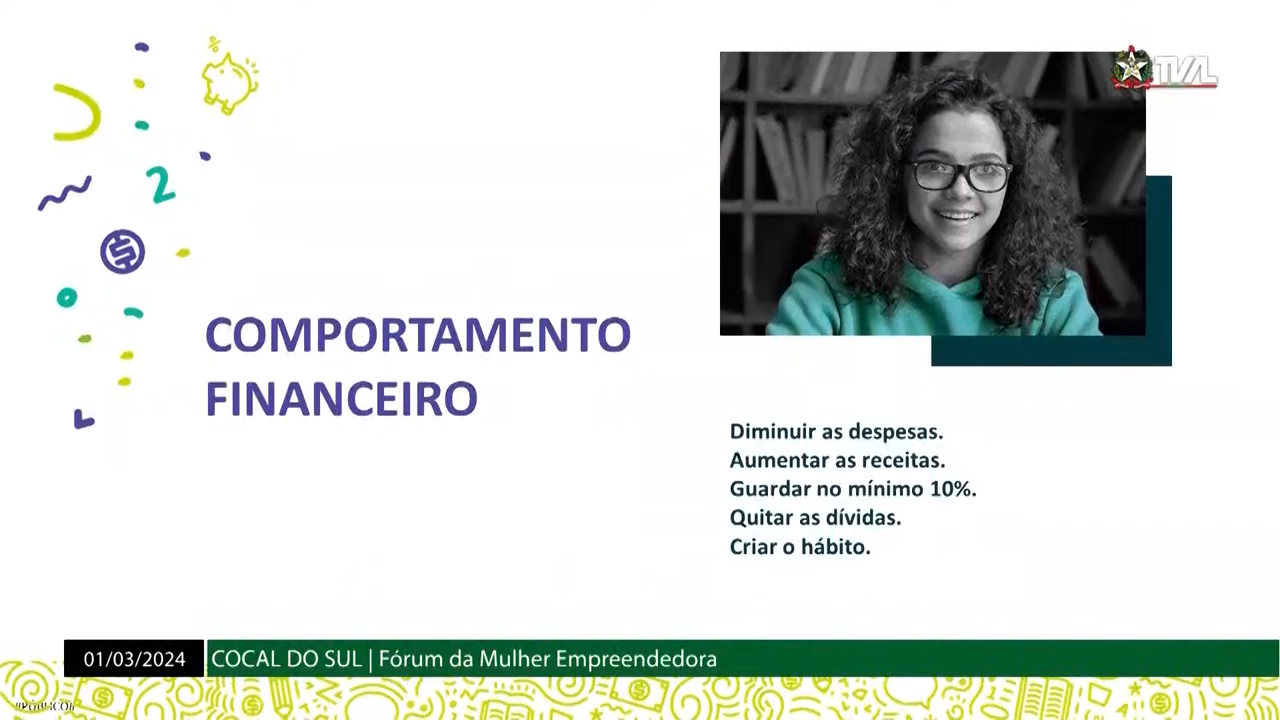 %
TVAL
2
COMPORTAMENTO
FINANCEIRO
Diminuir as despesas.
Aumentar as receitas.
Guardar no mínimo 10%.
Quitar as dívidas.
Criar o hábito.
01/03/2024
COCAL DO SUL | Fórum da Mulher Empreendedora